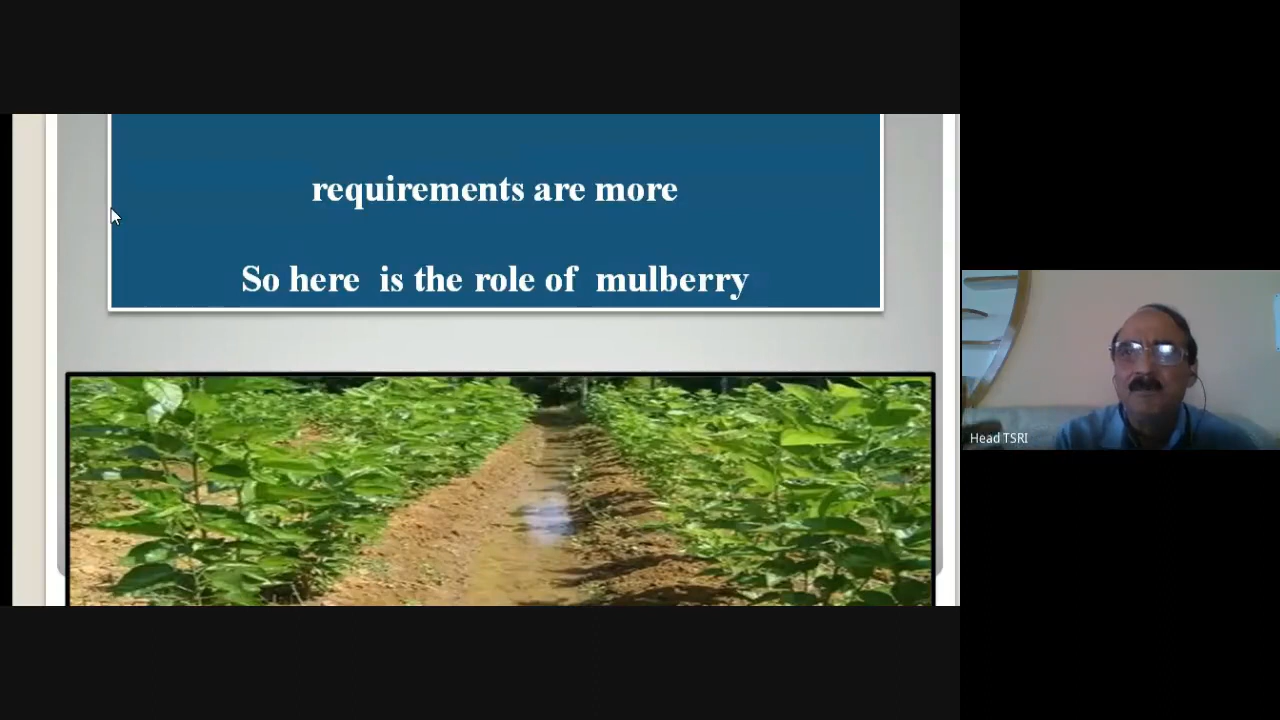 requirements are more
So here is the role of mulberry
Head TSRI